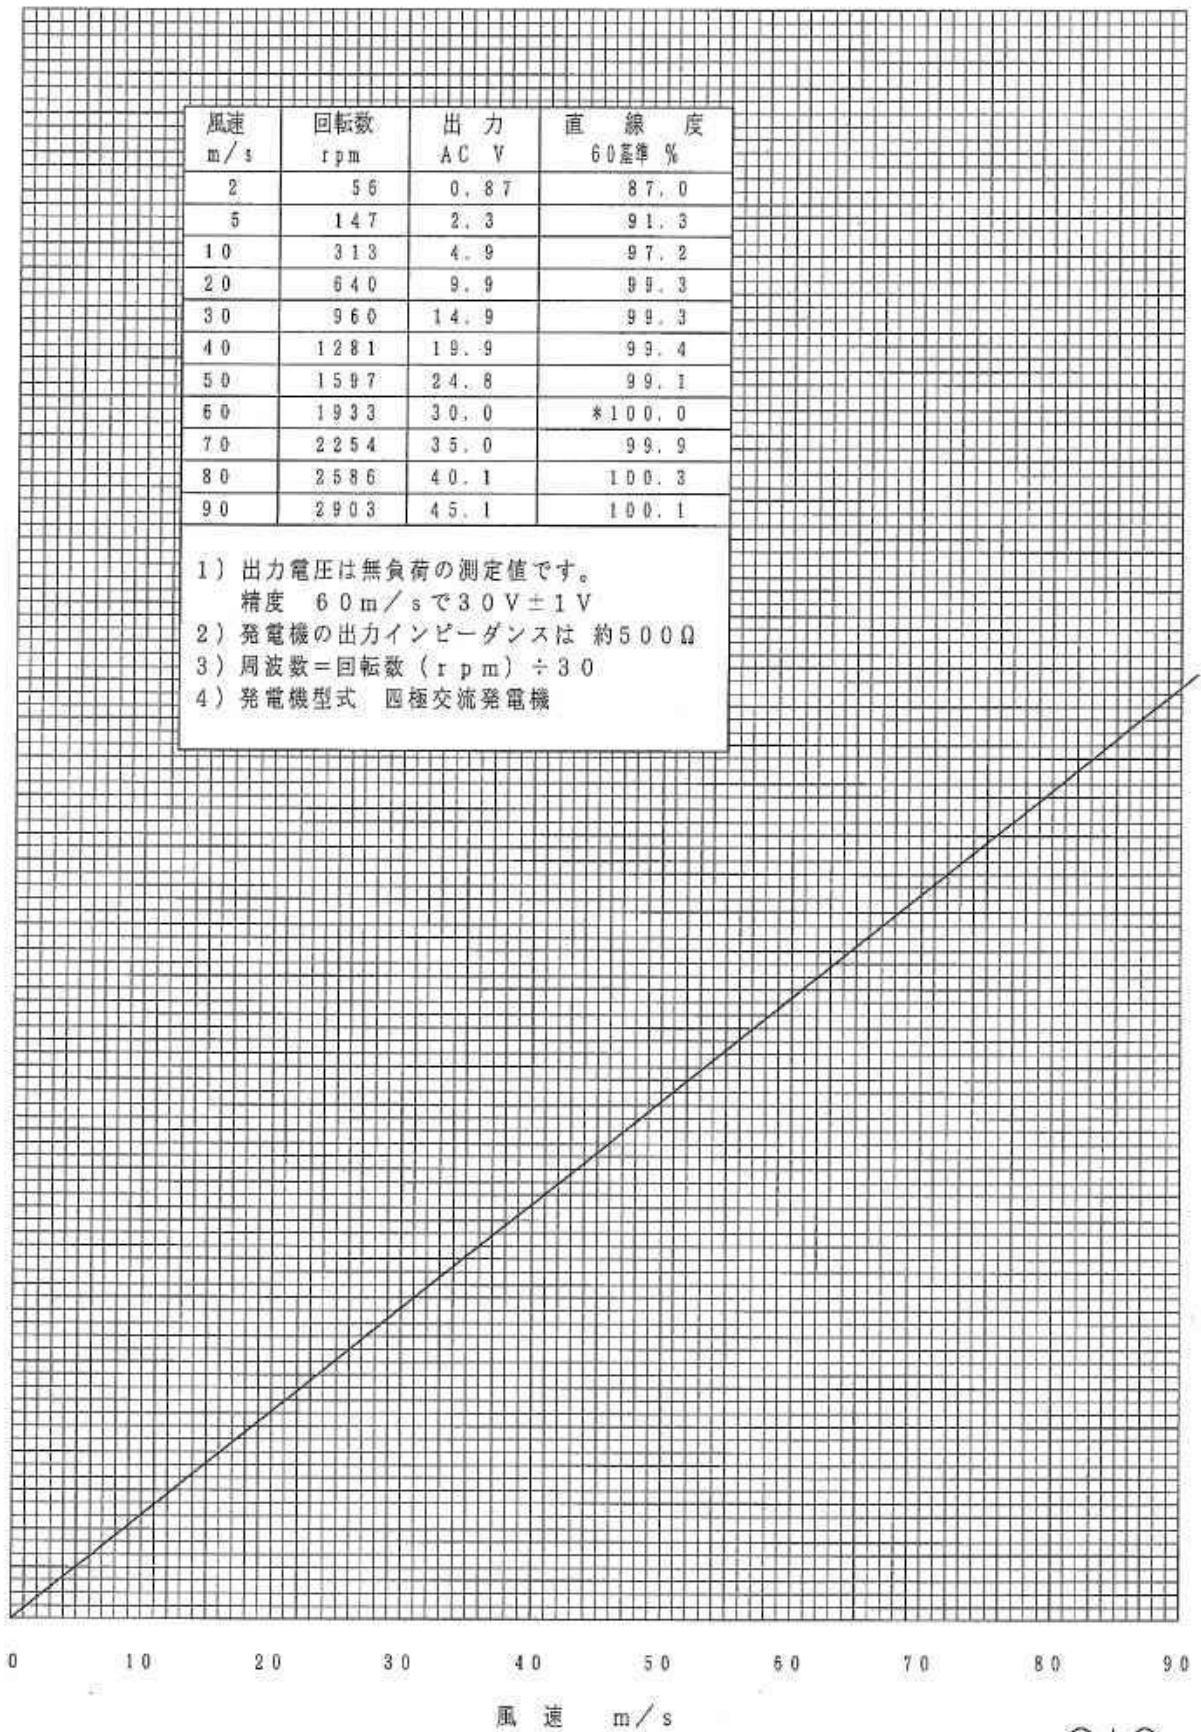 風速 回転数 出力 直線度
m/s rpm AC V 60基準 %
2 56 0.87 87.0
5 147 2.3 91.3
10 313 4.9 97.2
20 640 9.9 99.3
30 960 14.9 99.3
40 1281 19.9 99.4
50 1597 24.8 99.1
60 1933 30.0 *100.0
70 2254 35.0 99.9
80 2586 40.1 100.3
90 2903 45.1 100.1
1) 出力電圧は無負荷の測定値です。
精度 60m/sで30V±1V
2) 発電機の出力インピーダンスは 約500Ω
3) 周波数=回転数(rpm)÷30
4) 発電機型式 四極交流発電機
0 10 20 30 40 50 60 70 80 90
風速 m/s